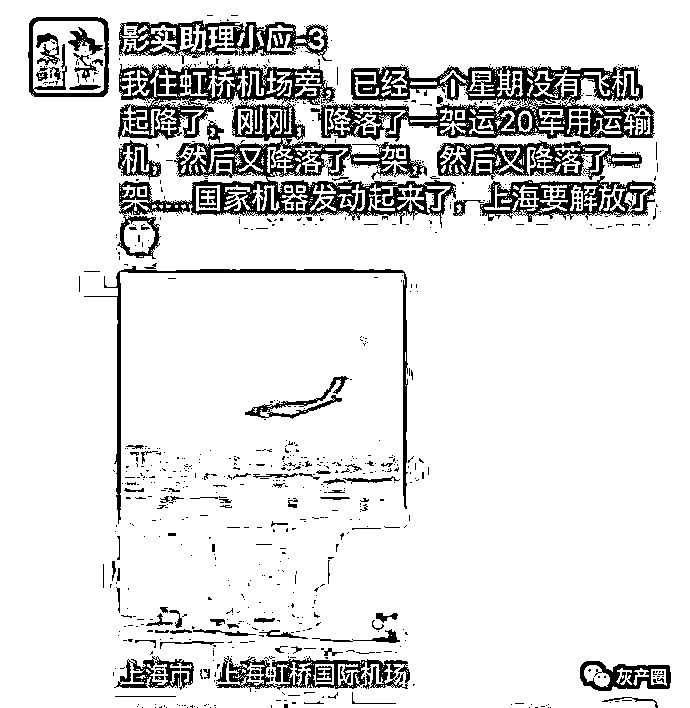 影实助理小应-3
我住虹桥机场旁，已经一个星期没有飞机
起降了。刚刚，降落了一架运20军用运输
机，然后又降落了一架，然后又降落了一
架......国家机器发动起来了，上海要解放了
上海市·上海虹桥国际机场
灰产圈